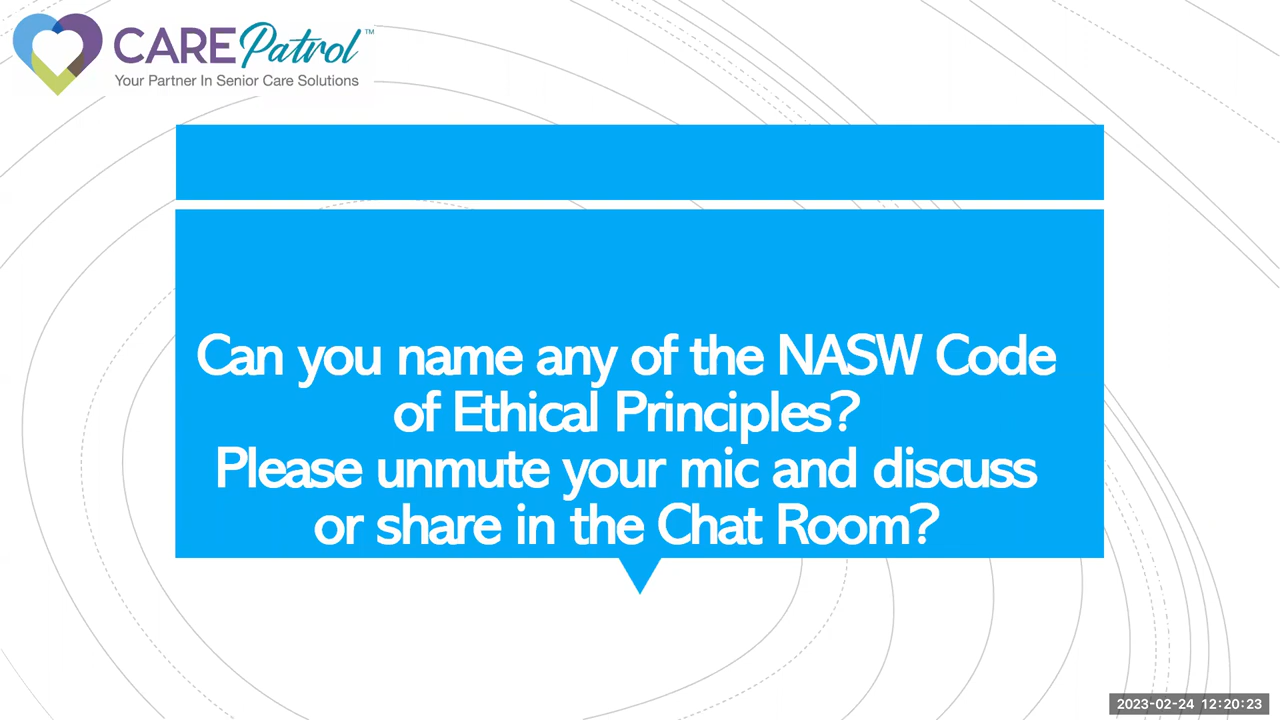 CAREPatrol™
Your Partner In Senior Care Solutions
Can you name any of the NASW Code
of Ethical Principles?
Please unmute your mic and discuss
or share in the Chat Room?
2023-02-24 12:20:23